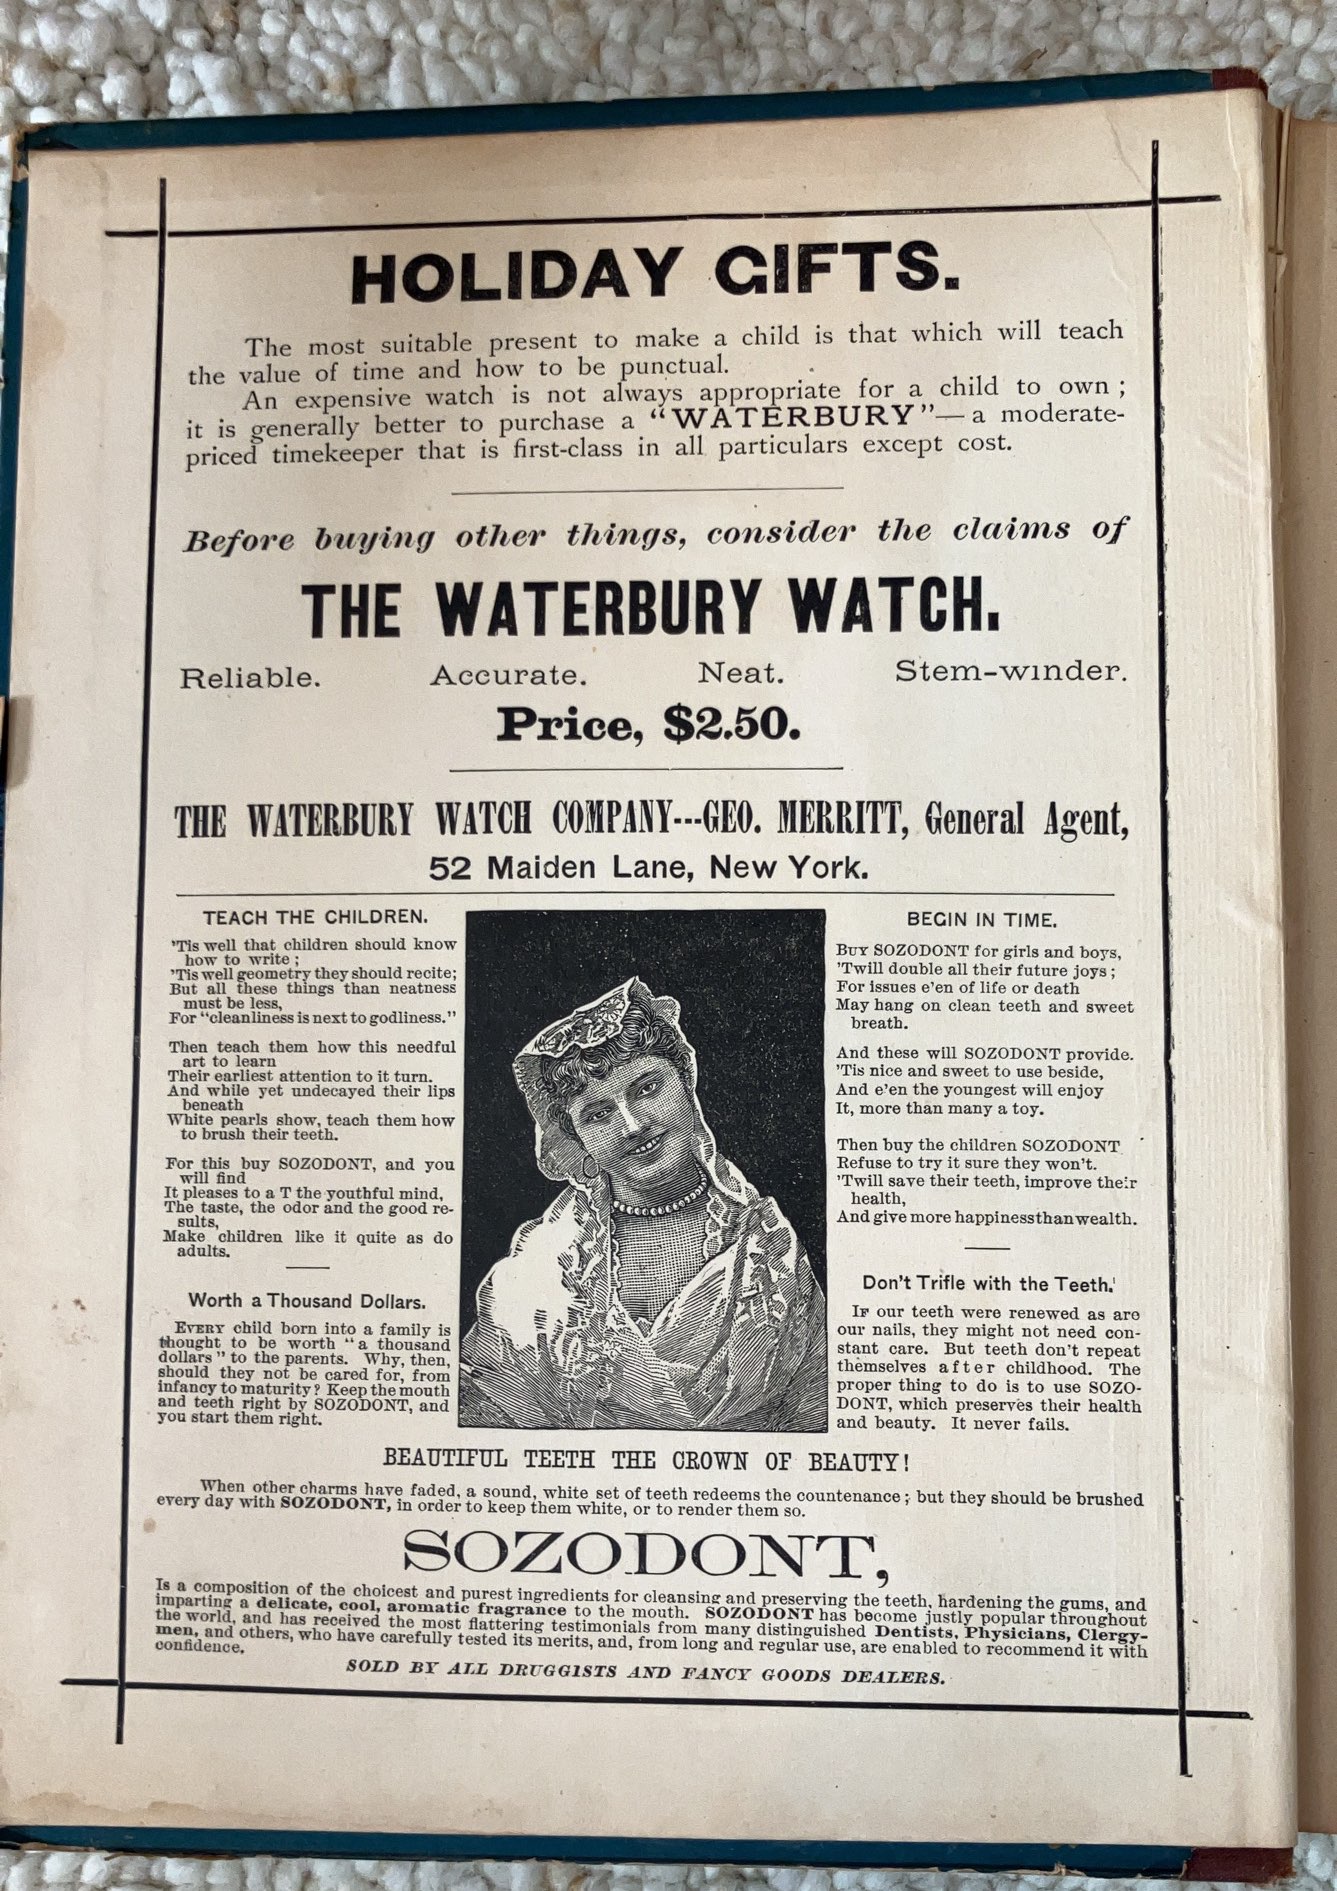 HOLIDAY GIFTS.
The most suitable present to make a child is that which will teach
the value of time and how to be punctual.
An expensive watch is not always appropriate for a child to own ;
it is generally better to purchase a "WATERBURY"—a moderate-
priced timekeeper that is first-class in all particulars except cost.
Before buying other things, consider the claims of
THE WATERBURY WATCH.
Reliable. Accurate. Neat. Stem-winder.
Price, $2.50.
THE WATERBURY WATCH COMPANY---GEO. MERRITT, General Agent,
52 Maiden Lane, New York.
TEACH THE CHILDREN.
'Tis well that children should know
how to write ;
'Tis well geometry they should recite;
But all these things than neatness
must be less,
For "cleanliness is next to godliness."
Then teach them how this needful
art to learn
Their earliest attention to it turn.
And while yet undecayed their lips
beneath
White pearls show, teach them how
to brush their teeth.
For this buy SOZODONT, and you
will find
It pleases to a T the youthful mind,
The taste, the odor and the good re-
sults,
Make children like it quite as do
adults.
Worth a Thousand Dollars.
EVERY child born into a family is
thought to be worth "a thousand
dollars" to the parents. Why, then,
should they not be cared for, from
infancy to maturity? Keep the mouth
and teeth right by SOZODONT, and
you start them right.
BEGIN IN TIME.
BUY SOZODONT for girls and boys,
'Twill double all their future joys ;
For issues e'en of life or death
May hang on clean teeth and sweet
breath.
And these will SOZODONT provide.
'Tis nice and sweet to use beside,
And e'en the youngest will enjoy
It, more than many a toy.
Then buy the children SOZODONT
Refuse to try it sure they won't.
'Twill save their teeth, improve their
health,
And give more happiness than wealth.
Don't Trifle with the Teeth.
IF our teeth were renewed as are
our nails, they might not need con-
stant care. But teeth don't repeat
themselves after childhood. The
proper thing to do is to use SOZO-
DONT, which preserves their health
and beauty. It never fails.
BEAUTIFUL TEETH THE CROWN OF BEAUTY!
When other charms have faded, a sound, white set of teeth redeems the countenance ; but they should be brushed
every day with SOZODONT, in order to keep them white, or to render them so.
SOZODONT,
Is a composition of the choicest and purest ingredients for cleansing and preserving the teeth, hardening the gums, and
imparting a delicate, cool, aromatic fragrance to the mouth. SOZODONT has become justly popular throughout
the world, and has received the most flattering testimonials from many distinguished Dentists, Physicians, Clergy-
men, and others, who have carefully tested its merits, and, from long and regular use, are enabled to recommend it with
confidence.
SOLD BY ALL DRUGGISTS AND FANCY GOODS DEALERS.